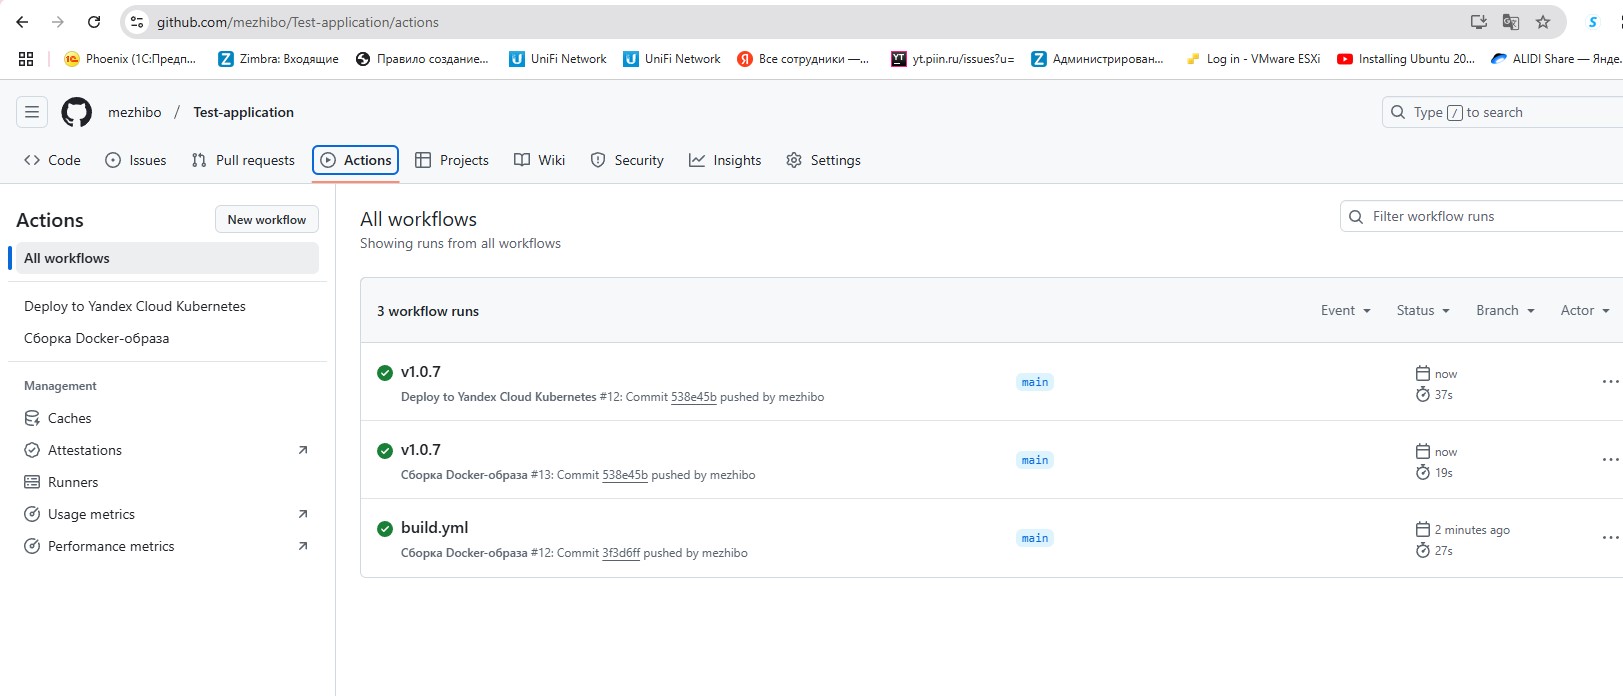 github.com/mezhibo/Test-application/actions
Phoenix (1С:Предп... Zimbra: Входящие Правило создание... UniFi Network UniFi Network Все сотрудники —... yt.piin.ru/issues?u= Администрирован... Log in - VMware ESXi Installing Ubuntu 20... ALIDI Share — Янде...
mezhibo / Test-application
Type / to search
Code Issues Pull requests Actions Projects Wiki Security Insights Settings
Actions
New workflow
All workflows
Deploy to Yandex Cloud Kubernetes
Сборка Docker-образа
Management
Caches
Attestations
Runners
Usage metrics
Performance metrics
All workflows
Showing runs from all workflows
Filter workflow runs
3 workflow runs
Event Status Branch Actor
v1.0.7
Deploy to Yandex Cloud Kubernetes #12: Commit 538e45b pushed by mezhibo
main
now
37s
v1.0.7
Сборка Docker-образа #13: Commit 538e45b pushed by mezhibo
main
now
19s
build.yml
Сборка Docker-образа #12: Commit 3f3d6ff pushed by mezhibo
main
2 minutes ago
27s